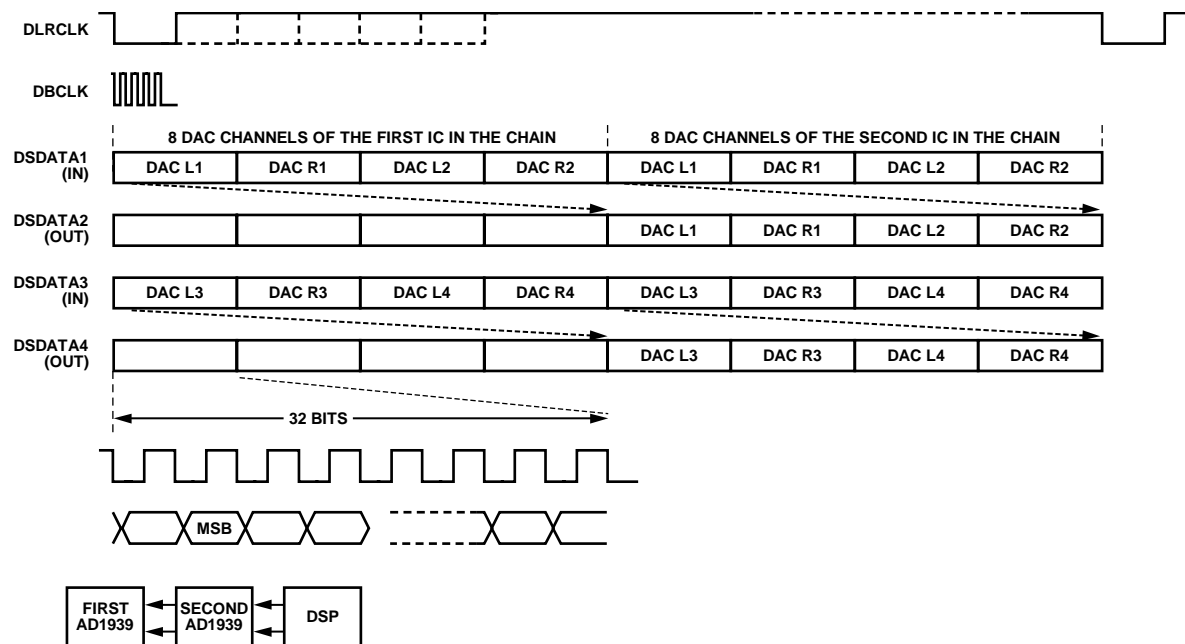 DLRCLK
DBCLK
8 DAC CHANNELS OF THE FIRST IC IN THE CHAIN 8 DAC CHANNELS OF THE SECOND IC IN THE CHAIN
DSDATA1
(IN)
DAC L1 DAC R1 DAC L2 DAC R2 DAC L1 DAC R1 DAC L2 DAC R2
DSDATA2
(OUT)
DAC L1 DAC R1 DAC L2 DAC R2
DSDATA3
(IN)
DAC L3 DAC R3 DAC L4 DAC R4 DAC L3 DAC R3 DAC L4 DAC R4
DSDATA4
(OUT)
DAC L3 DAC R3 DAC L4 DAC R4
32 BITS
MSB
FIRST
AD1939
SECOND
AD1939
DSP